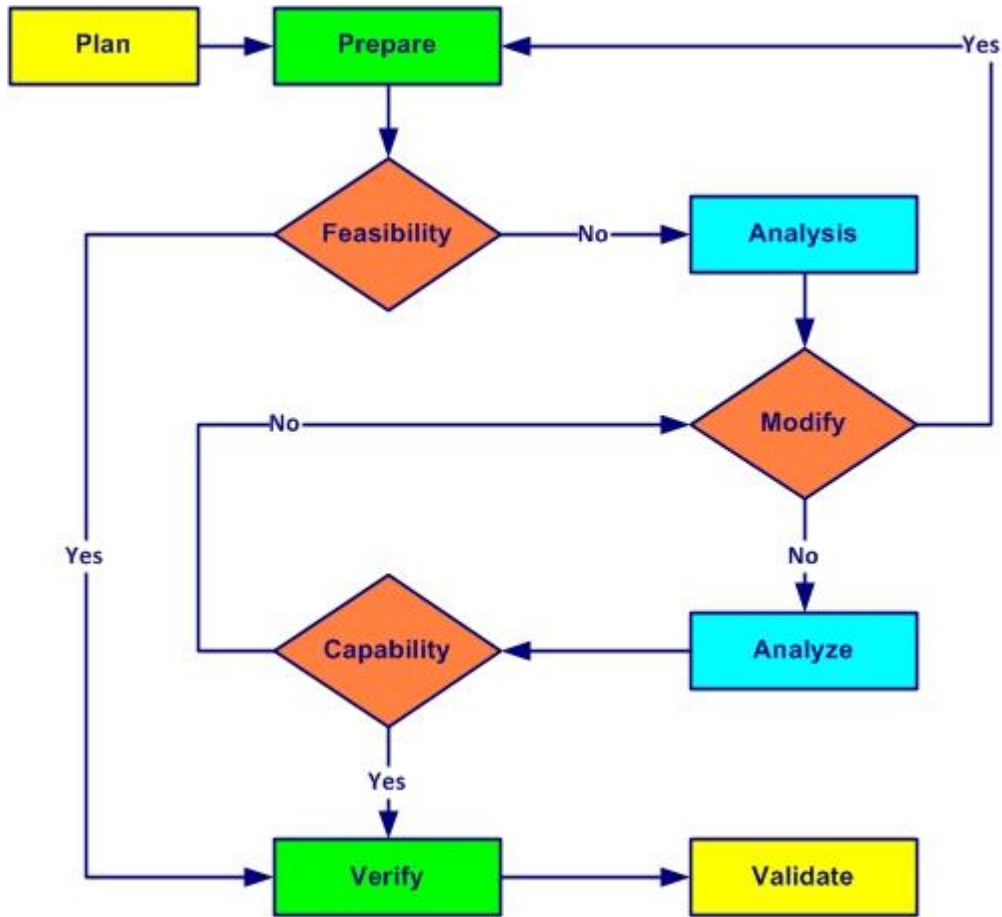 Plan
Prepare
Yes
Feasibility
No
Analysis
No
Modify
Yes
No
Capability
Analyze
Yes
Verify
Validate